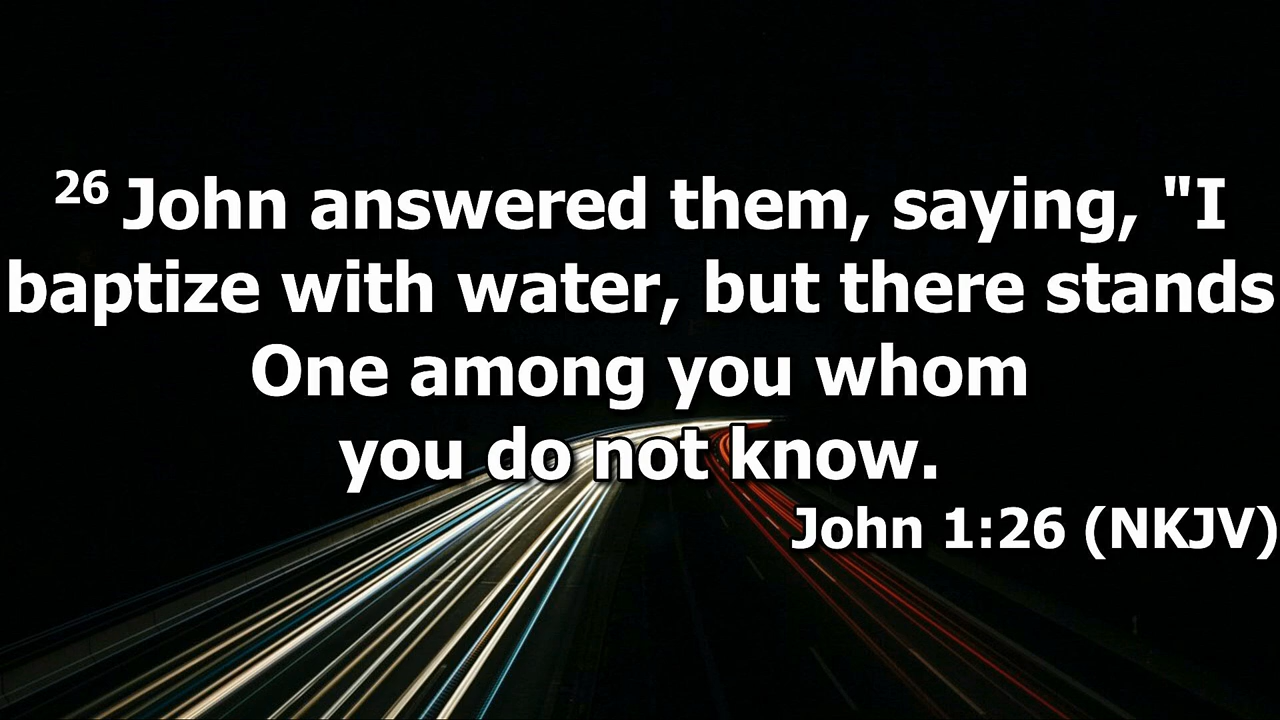 26 John answered them, saying, "I
baptize with water, but there stands
One among you whom
you do not know.
John 1:26 (NKJV)